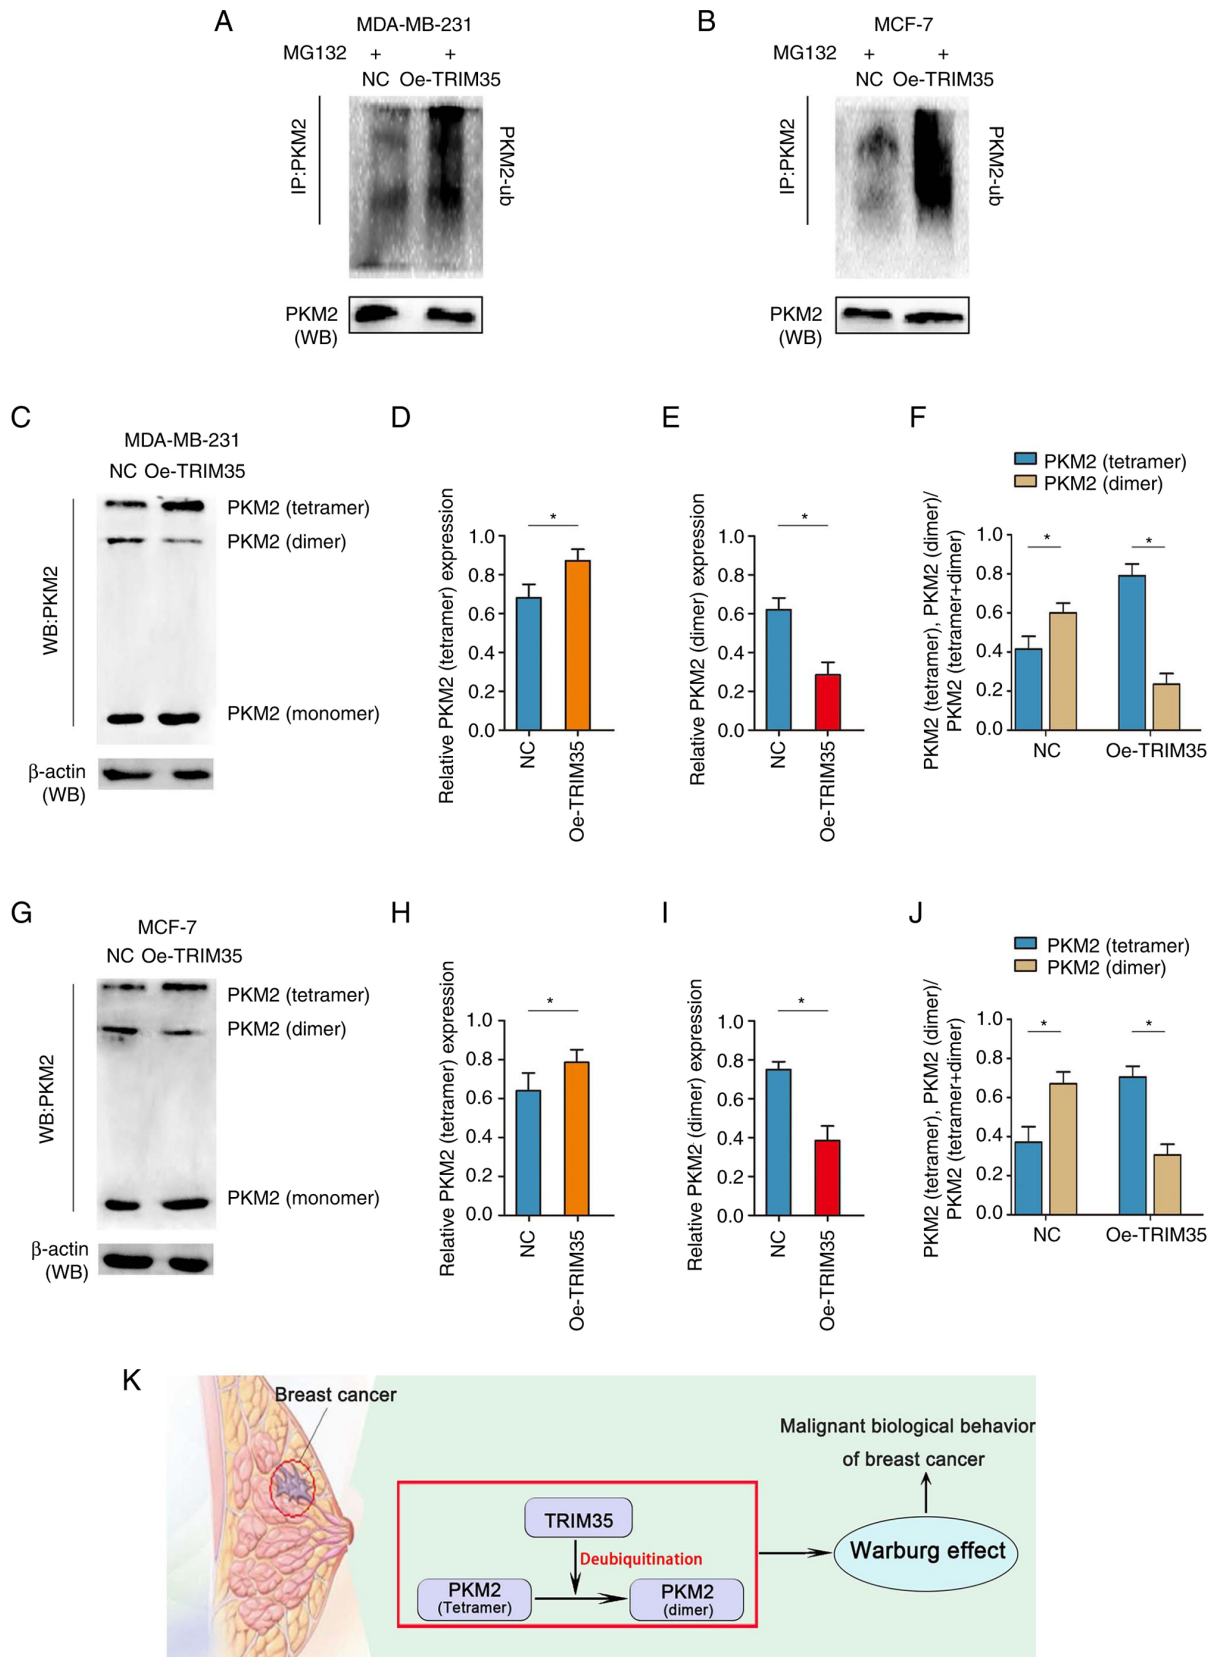 A
MDA-MB-231
MG132 + +
NC Oe-TRIM35
IP:PKM2
PKM2-ub
PKM2
(WB)
B
MCF-7
MG132 + +
NC Oe-TRIM35
IP:PKM2
PKM2-ub
PKM2
(WB)
C
MDA-MB-231
NC Oe-TRIM35
WB:PKM2
PKM2 (tetramer)
PKM2 (dimer)
PKM2 (monomer)
β-actin
(WB)
D
Relative PKM2 (tetramer) expression
*
1.0
0.8
0.6
0.4
0.2
0.0
NC
Oe-TRIM35
E
Relative PKM2 (dimer) expression
*
1.0
0.8
0.6
0.4
0.2
0.0
NC
Oe-TRIM35
F
PKM2 (tetramer)
PKM2 (dimer)
PKM2 (tetramer), PKM2 (dimer)/
PKM2 (tetramer+dimer)
* *
1.0
0.8
0.6
0.4
0.2
0.0
NC Oe-TRIM35
G
MCF-7
NC Oe-TRIM35
WB:PKM2
PKM2 (tetramer)
PKM2 (dimer)
PKM2 (monomer)
β-actin
(WB)
H
Relative PKM2 (tetramer) expression
*
1.0
0.8
0.6
0.4
0.2
0.0
NC
Oe-TRIM35
I
Relative PKM2 (dimer) expression
*
1.0
0.8
0.6
0.4
0.2
0.0
NC
Oe-TRIM35
J
PKM2 (tetramer)
PKM2 (dimer)
PKM2 (tetramer), PKM2 (dimer)/
PKM2 (tetramer+dimer)
* *
1.0
0.8
0.6
0.4
0.2
0.0
NC Oe-TRIM35
K
Breast cancer
Malignant biological behavior
of breast cancer
TRIM35
Deubiquitination
PKM2
(Tetramer)
PKM2
(dimer)
Warburg effect